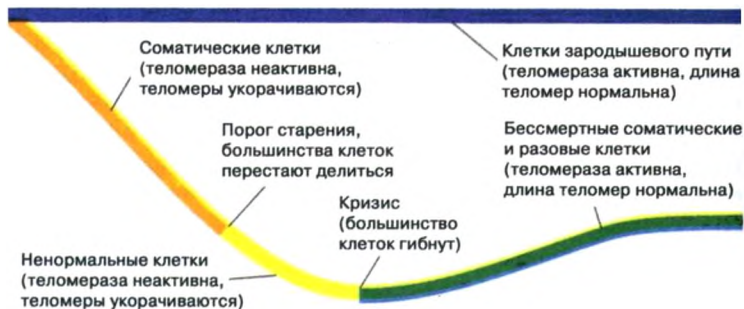 Соматические клетки
(теломераза неактивна,
теломеры укорачиваются)
Клетки зародышевого пути
(теломераза активна, длина
теломер нормальна)
Порог старения,
большинства клеток
перестают делиться
Бессмертные соматические
и разовые клетки
(теломераза активна,
длина теломер нормальна)
Кризис
(большинство
клеток гибнут)
Ненормальные клетки
(теломераза неактивна,
теломеры укорачиваются)